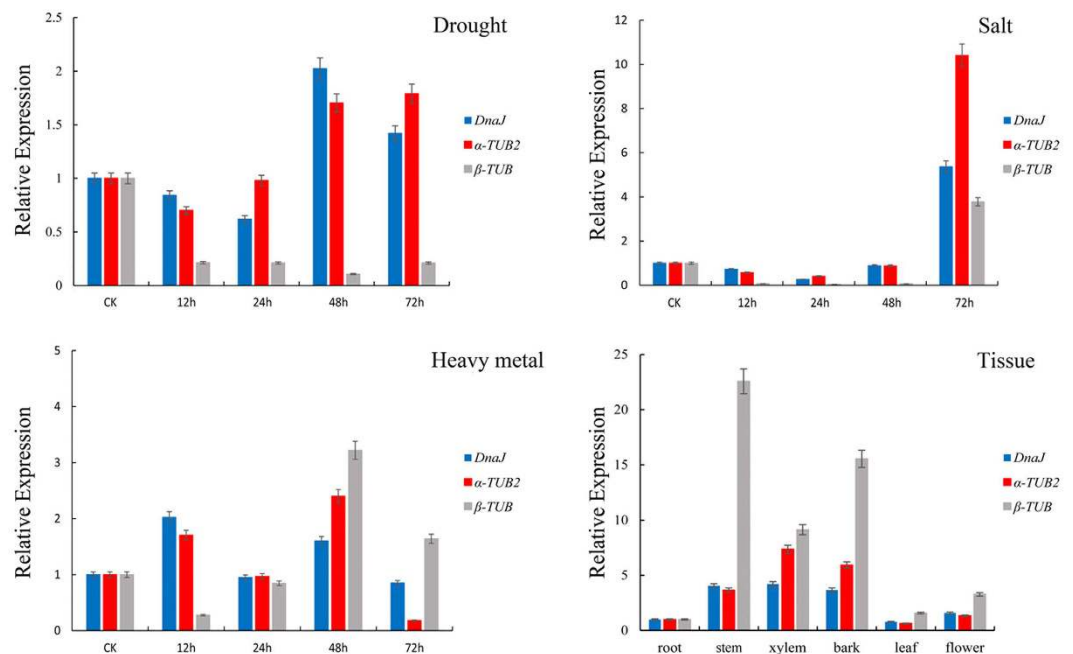 Drought
Relative Expression
2.5
2
1.5
1
0.5
0
CK 12h 24h 48h 72h
DnaJ
α-TUB2
β-TUB
Salt
Relative Expression
12
10
8
6
4
2
0
CK 12h 24h 48h 72h
DnaJ
α-TUB2
β-TUB
Heavy metal
Relative Expression
5
4
3
2
1
0
CK 12h 24h 48h 72h
DnaJ
α-TUB2
β-TUB
Tissue
Relative Expression
25
20
15
10
5
0
root stem xylem bark leaf flower
DnaJ
α-TUB2
β-TUB